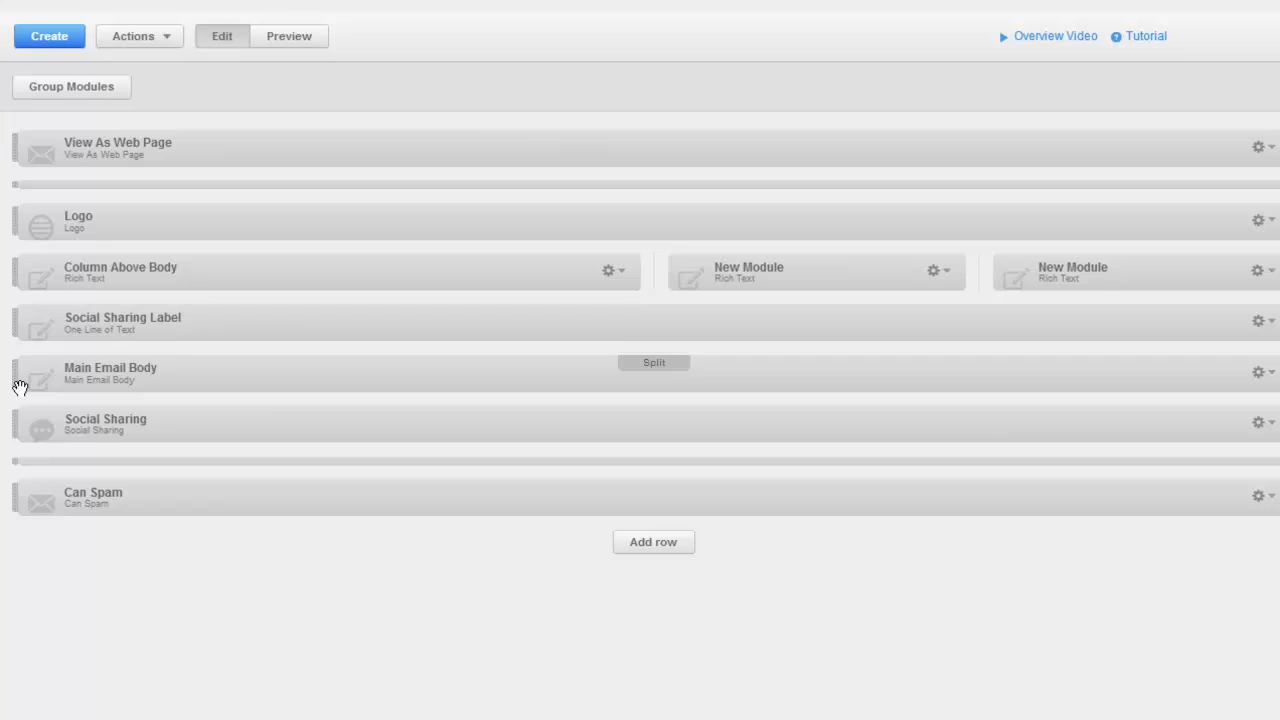 Create
Actions
Edit
Preview
Overview Video
Tutorial
Group Modules
View As Web Page
View As Web Page
Logo
Logo
Column Above Body
Rich Text
New Module
Rich Text
New Module
Rich Text
Social Sharing Label
One Line of Text
Main Email Body
Main Email Body
Split
Social Sharing
Social Sharing
Can Spam
Can Spam
Add row